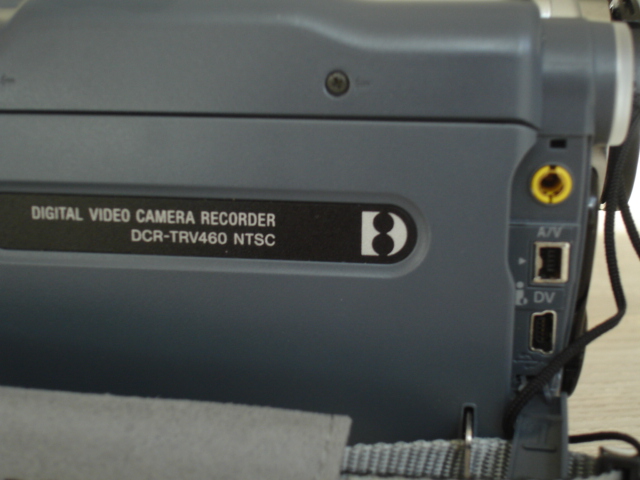 DIGITAL VIDEO CAMERA RECORDER
DCR-TRV460 NTSC
A/V
DV